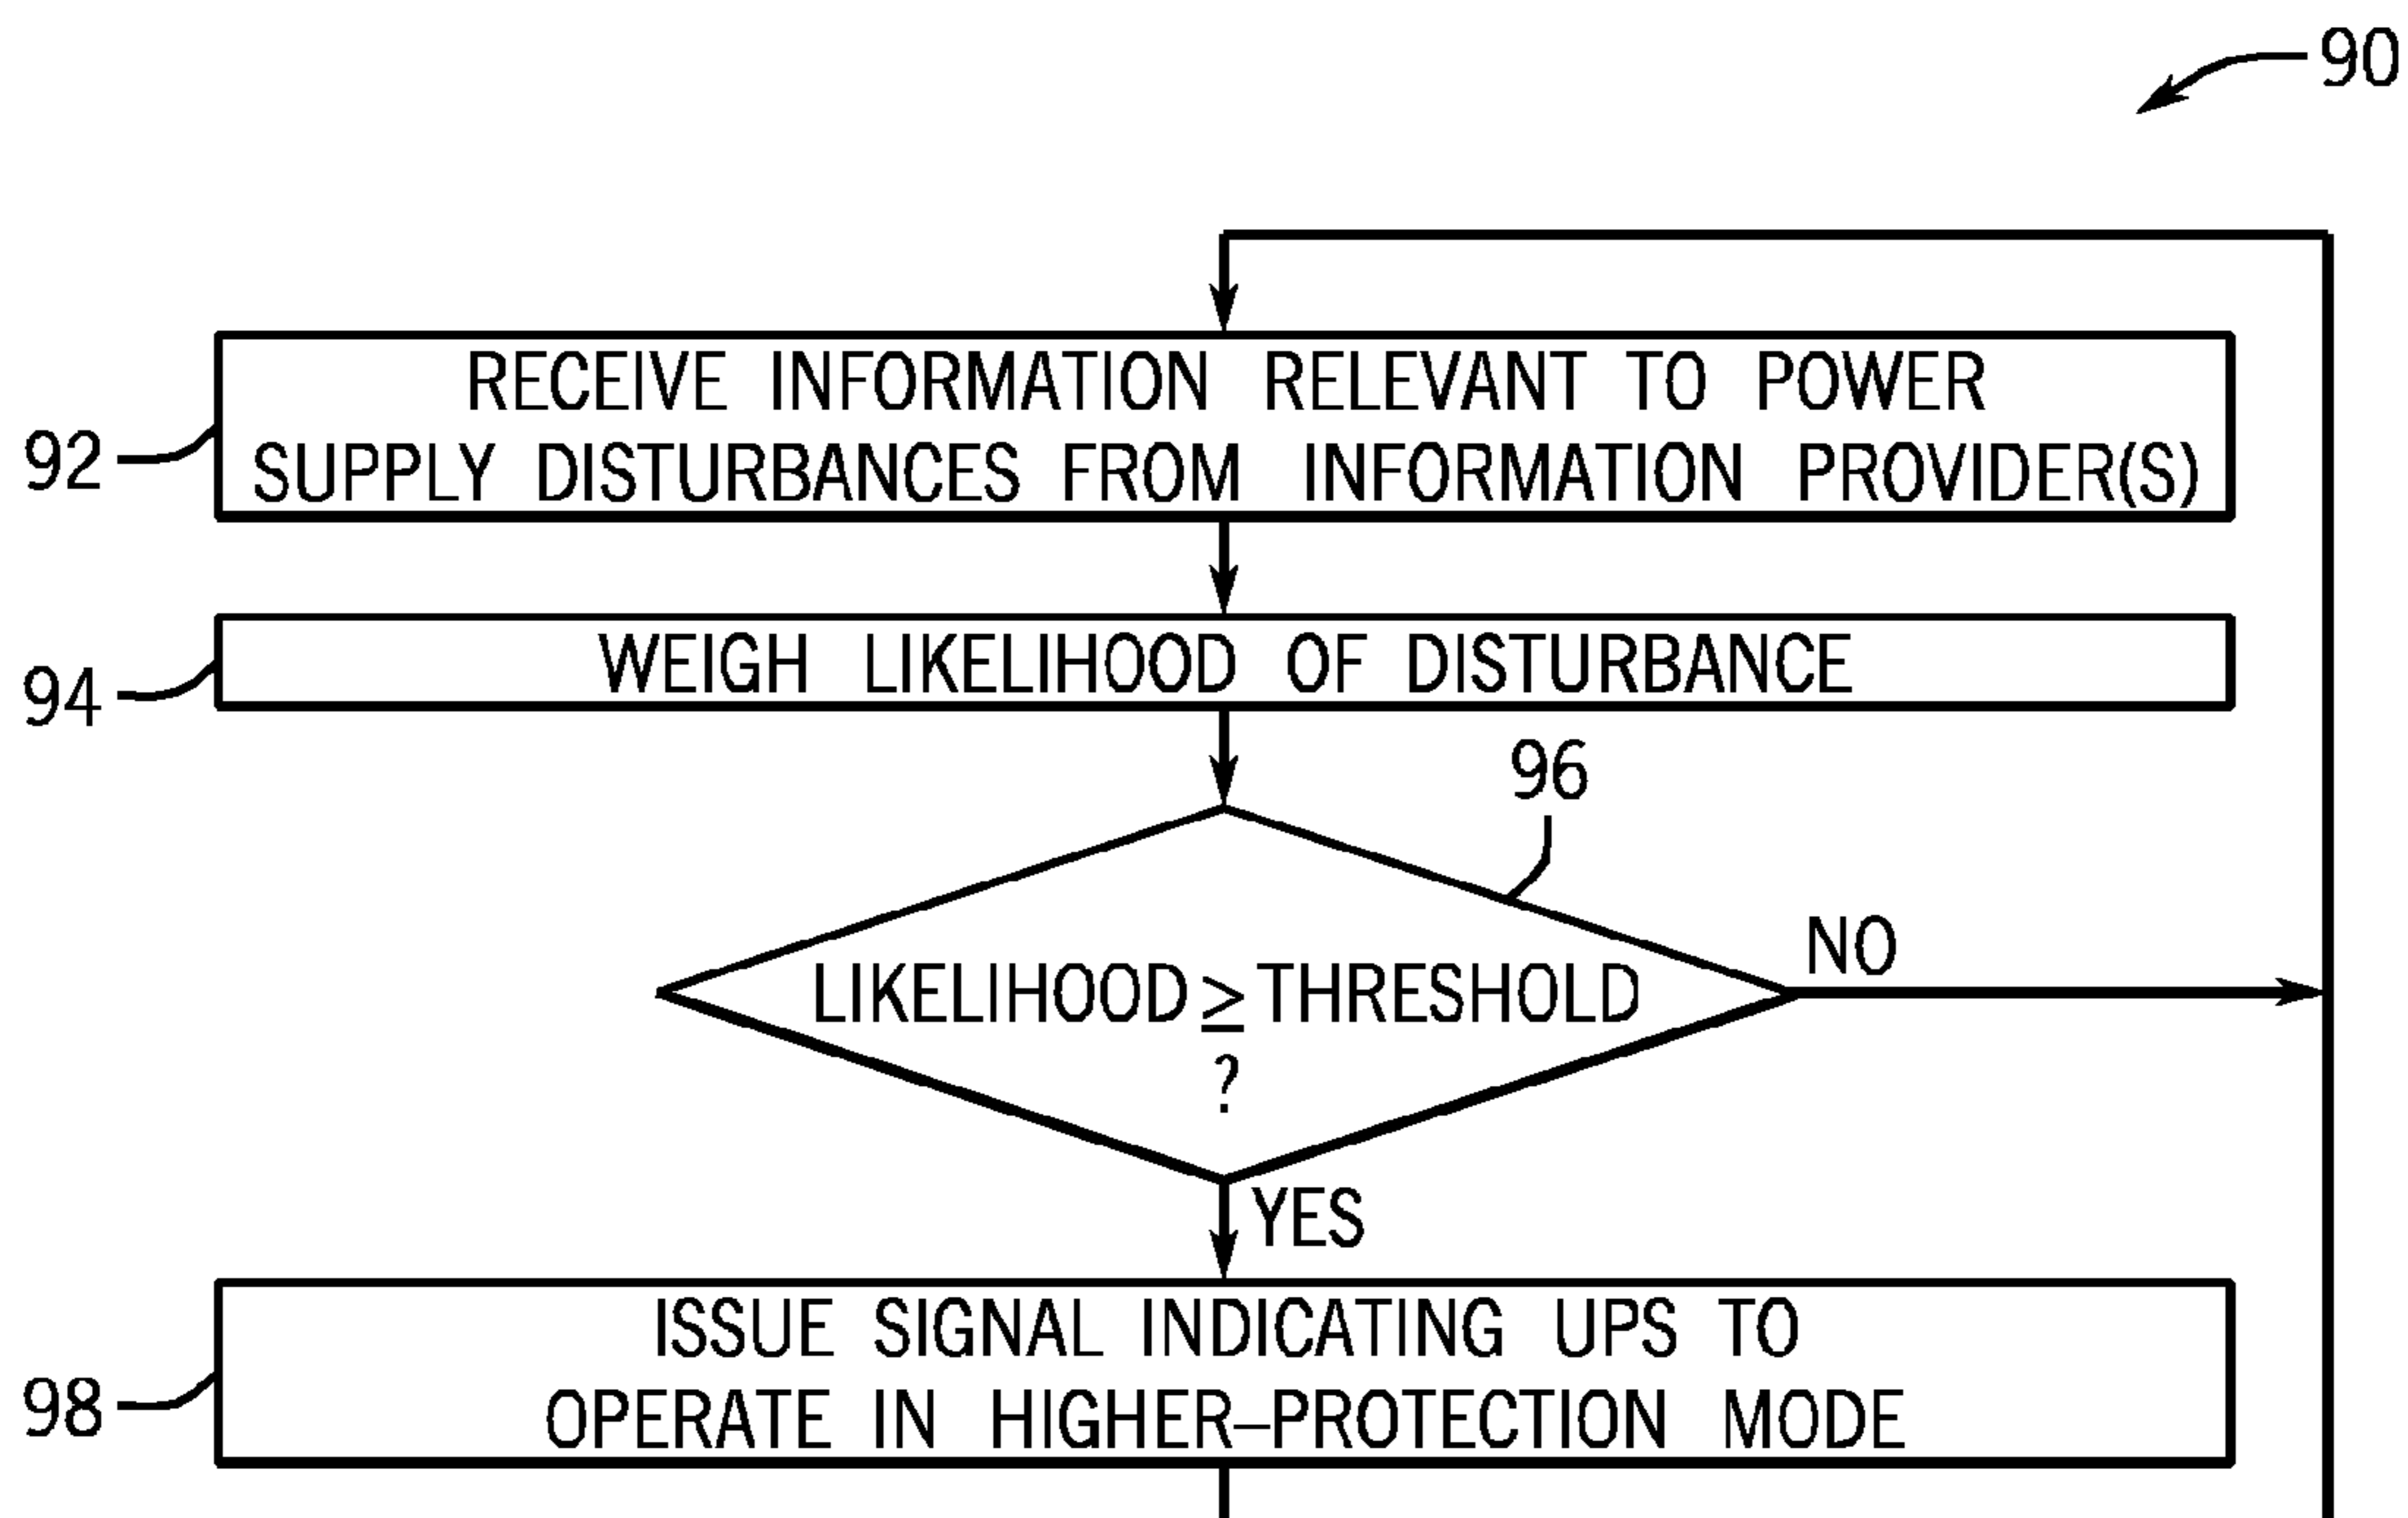 90
92
RECEIVE INFORMATION RELEVANT TO POWER
SUPPLY DISTURBANCES FROM INFORMATION PROVIDER(S)
94
WEIGH LIKELIHOOD OF DISTURBANCE
96
LIKELIHOOD ≥ THRESHOLD
?
NO
YES
98
ISSUE SIGNAL INDICATING UPS TO
OPERATE IN HIGHER–PROTECTION MODE